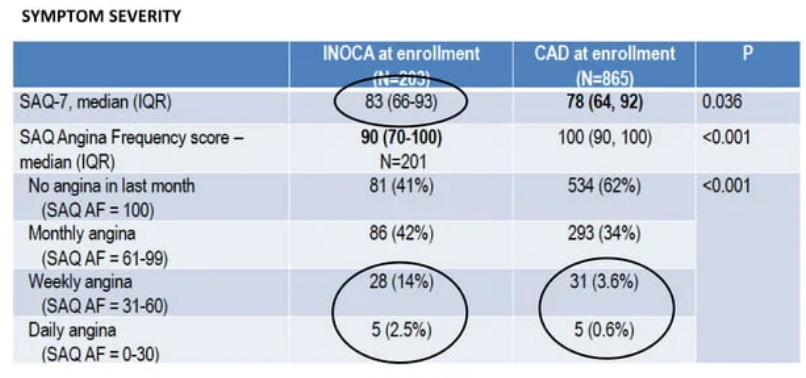 SYMPTOM SEVERITY
INOCA at enrollment CAD at enrollment P
(N=203) (N=865)
SAQ-7, median (IQR) 83 (66-93) 78 (64, 92) 0.036
SAQ Angina Frequency score – 90 (70-100) 100 (90, 100) <0.001
median (IQR) N=201
No angina in last month 81 (41%) 534 (62%) <0.001
(SAQ AF = 100)
Monthly angina 86 (42%) 293 (34%)
(SAQ AF = 61-99)
Weekly angina 28 (14%) 31 (3.6%)
(SAQ AF = 31-60)
Daily angina 5 (2.5%) 5 (0.6%)
(SAQ AF = 0-30)